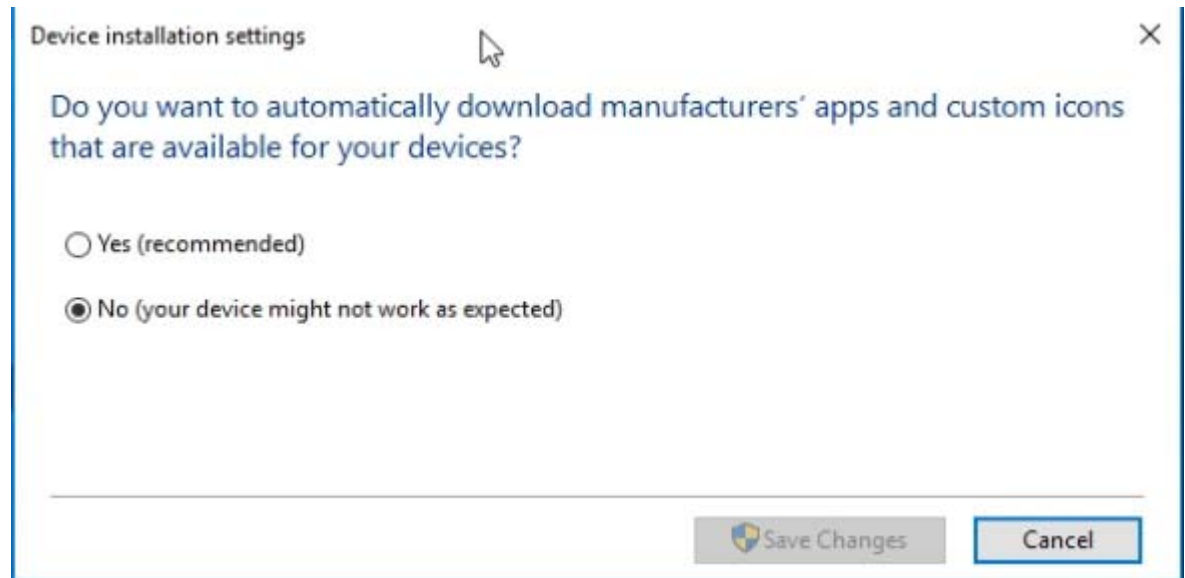 Device installation settings
Do you want to automatically download manufacturers´ apps and custom icons
that are available for your devices?
Yes (recommended)
No (your device might not work as expected)
Save Changes
Cancel